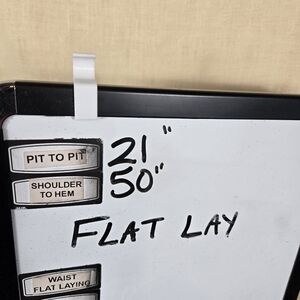 PIT TO PIT 21"
SHOULDER TO HEM 50"
FLAT LAY
WAIST
FLAT LAYING